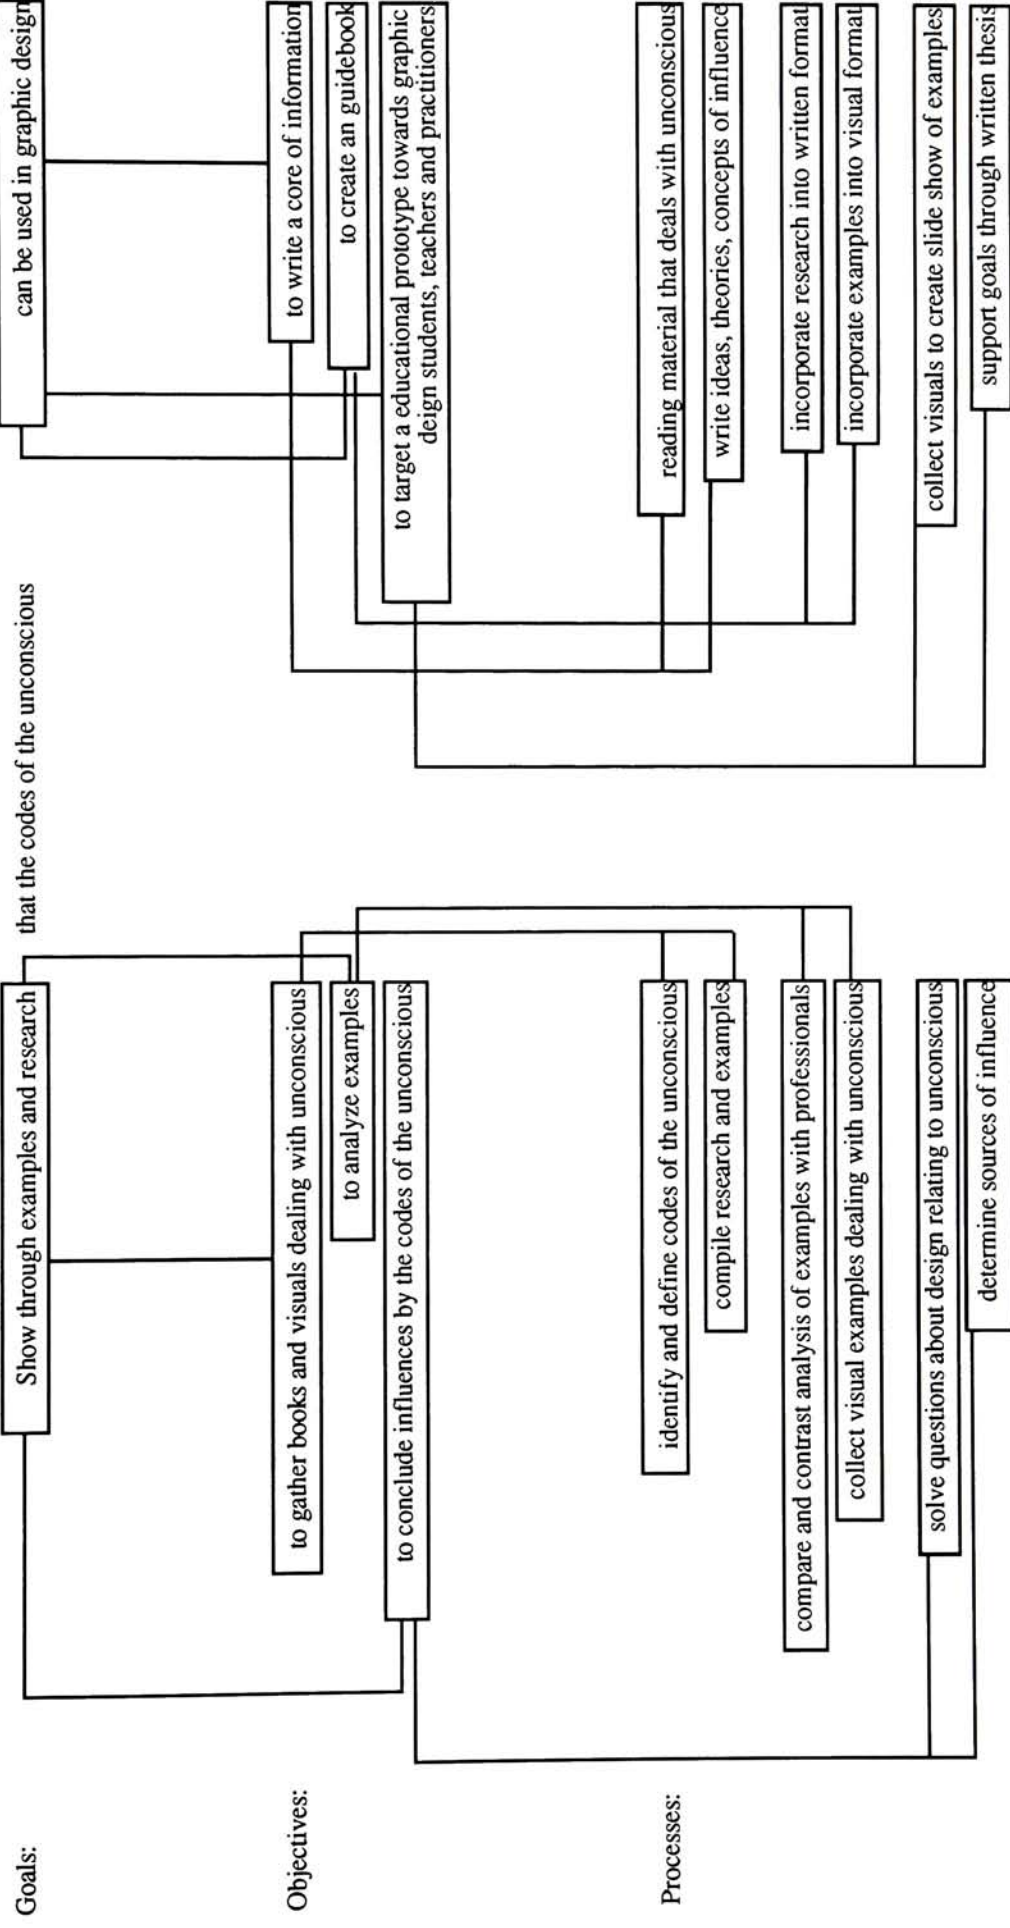 Goals:
Show through examples and research
that the codes of the unconscious
can be used in graphic design
Objectives:
to gather books and visuals dealing with unconscious
to analyze examples
to conclude influences by the codes of the unconscious
to write a core of information
to create an guidebook
to target a educational prototype towards graphic
deign students, teachers and practitioners
Processes:
identify and define codes of the unconscious
compile research and examples
compare and contrast analysis of examples with professionals
collect visual examples dealing with unconscious
solve questions about design relating to unconscious
determine sources of influence
reading material that deals with unconscious
write ideas, theories, concepts of influence
incorporate research into written format
incorporate examples into visual format
collect visuals to create slide show of examples
support goals through written thesis